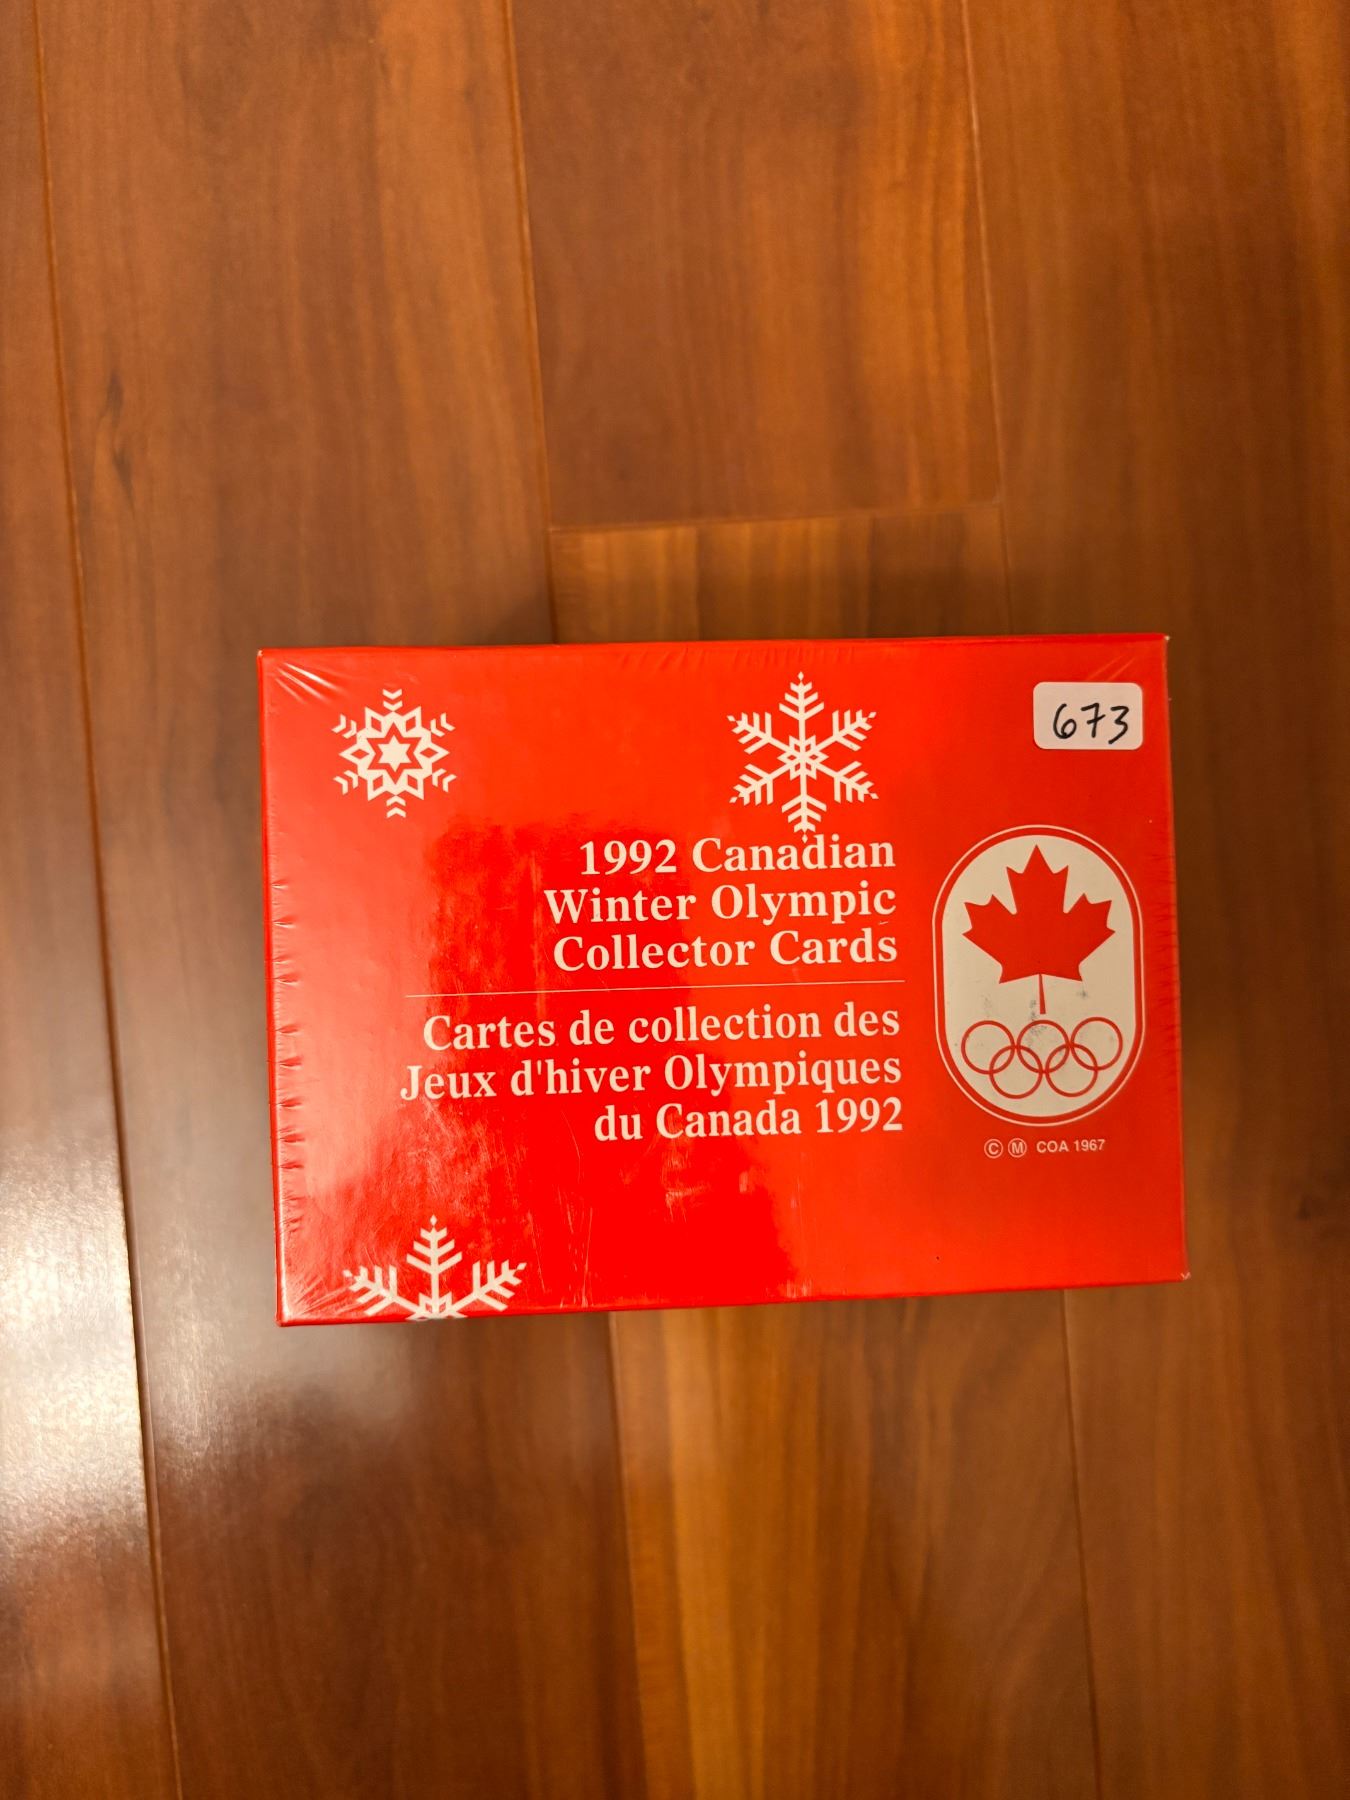 673
1992 Canadian
Winter Olympic
Collector Cards
Cartes de collection des
Jeux d'hiver Olympiques
du Canada 1992
Ⓒ Ⓜ COA 1967